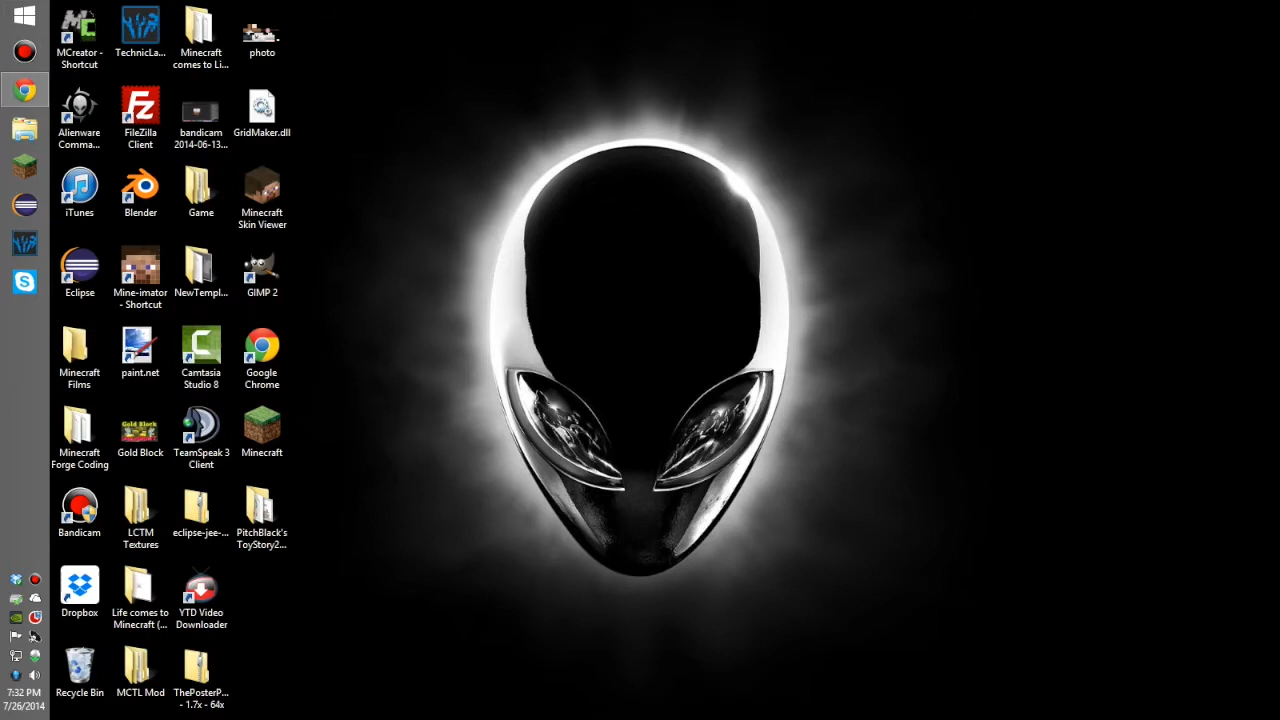 MCreator -
Shortcut
TechnicLa...
Minecraft
comes to Li...
photo
Alienware
Comma...
FileZilla
Client
bandicam
2014-06-13...
GridMaker.dll
iTunes
Blender
Game
Minecraft
Skin Viewer
Eclipse
Mine-imator
- Shortcut
NewTempl...
GIMP 2
Minecraft
Films
paint.net
Camtasia
Studio 8
Google
Chrome
Minecraft
Forge Coding
Gold Block
Gold Block
TeamSpeak 3
Client
Minecraft
Bandicam
LCTM
Textures
eclipse-jee-...
PitchBlack's
ToyStory2...
Dropbox
Life comes to
Minecraft (...
YTD Video
Downloader
Recycle Bin
MCTL Mod
ThePosterP...
- 1.7x - 64x
7:32 PM
7/26/2014